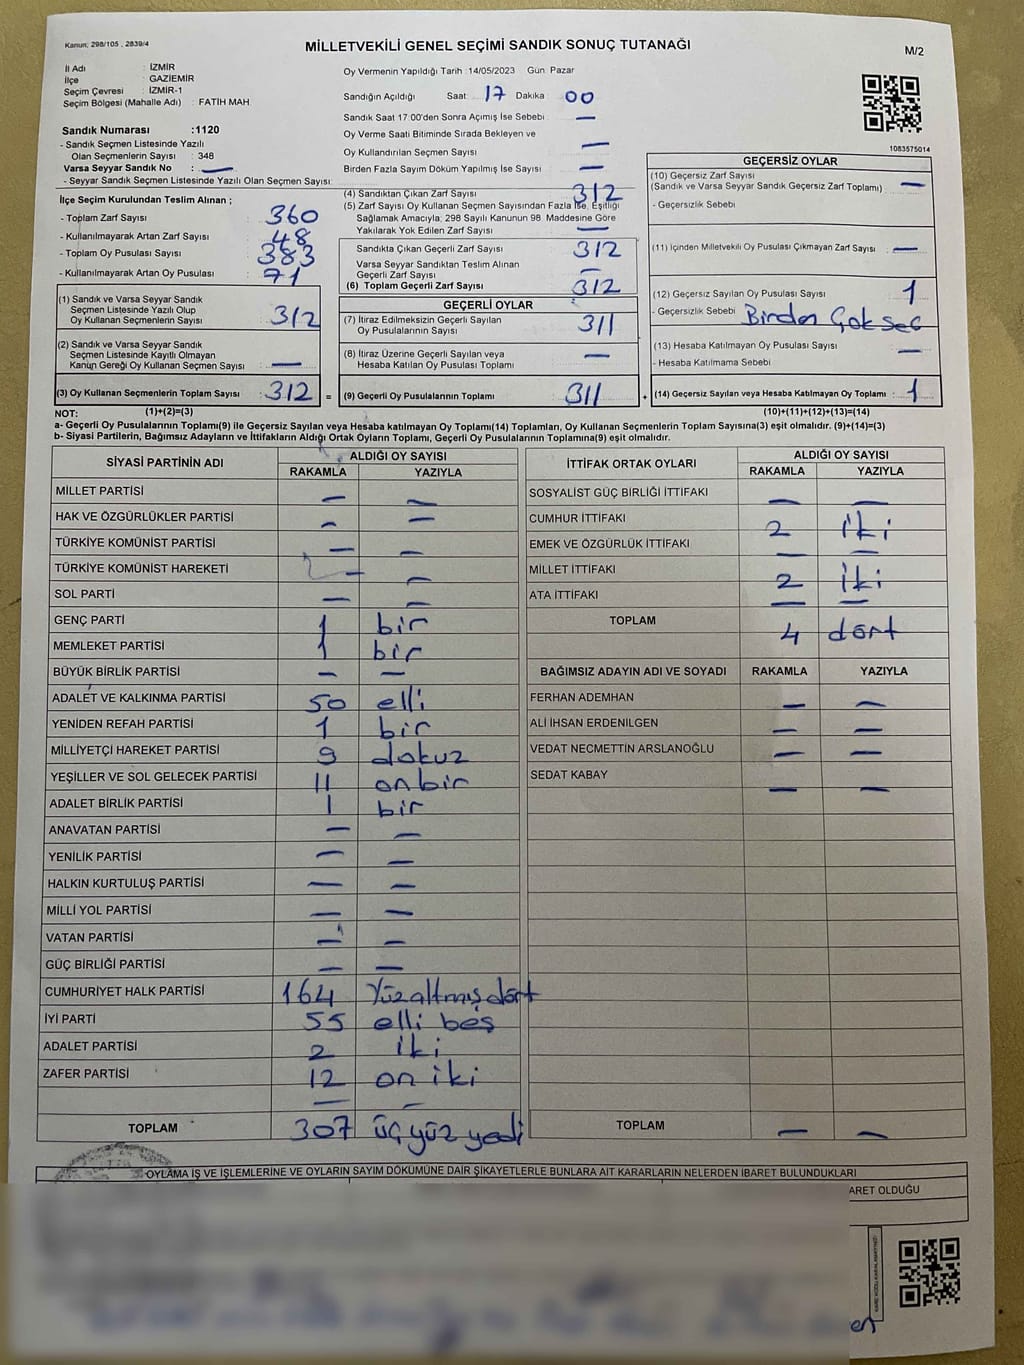 Kanun; 298/105 , 2839/4
MİLLETVEKİLİ GENEL SEÇİMİ SANDIK SONUÇ TUTANAĞI
M/2
İl Adı : İZMİR
İlçe : GAZİEMİR
Seçim Çevresi : İZMİR-1
Seçim Bölgesi (Mahalle Adı) : FATİH MAH
Oy Vermenin Yapıldığı Tarih :14/05/2023 Gün: Pazar
Sandığın Açıldığı Saat: 17 Dakika : 00
Sandık Saat 17:00'den Sonra Açımış İse Sebebi : —
Oy Verme Saati Bitiminde Sırada Bekleyen ve
Oy Kullandırılan Seçmen Sayısı : —
Birden Fazla Sayım Döküm Yapılmış İse Sayısı : —
Sandık Numarası :1120
- Sandık Seçmen Listesinde Yazılı
Olan Seçmenlerin Sayısı : 348
Varsa Seyyar Sandık No : —
- Seyyar Sandık Seçmen Listesinde Yazılı Olan Seçmen Sayısı:
İlçe Seçim Kurulundan Teslim Alınan ;
- Toplam Zarf Sayısı : 360
- Kullanılmayarak Artan Zarf Sayısı : 48
- Toplam Oy Pusulası Sayısı : 383
- Kullanılmayarak Artan Oy Pusulası : 71
(1) Sandık ve Varsa Seyyar Sandık
Seçmen Listesinde Yazılı Olup
Oy Kullanan Seçmenlerin Sayısı : 312
(2) Sandık ve Varsa Seyyar Sandık
Seçmen Listesinde Kayıtlı Olmayan
Kanun Gereği Oy Kullanan Seçmen Sayısı : —
(3) Oy Kullanan Seçmenlerin Toplam Sayısı : 312 =
(4) Sandıktan Çıkan Zarf Sayısı : 312
(5) Zarf Sayısı Oy Kullanan Seçmen Sayısından Fazla İse, Eşitliği
Sağlamak Amacıyla; 298 Sayılı Kanunun 98. Maddesine Göre
Yakılarak Yok Edilen Zarf Sayısı : —
Sandıkta Çıkan Geçerli Zarf Sayısı : 312
Varsa Seyyar Sandıktan Teslim Alınan
Geçerli Zarf Sayısı : —
(6) Toplam Geçerli Zarf Sayısı : 312
GEÇERLİ OYLAR
(7) İtiraz Edilmeksizin Geçerli Sayılan
Oy Pusulalarının Sayısı : 311
(8) İtiraz Üzerine Geçerli Sayılan veya
Hesaba Katılan Oy Pusulası Toplamı : —
(9) Geçerli Oy Pusulalarının Toplamı : 311 +
1083575014
GEÇERSİZ OYLAR
(10) Geçersiz Zarf Sayısı :
(Sandık ve Varsa Seyyar Sandık Geçersiz Zarf Toplamı) —
- Geçersizlik Sebebi :
(11) İçinden Milletvekili Oy Pusulası Çıkmayan Zarf Sayısı : —
(12) Geçersiz Sayılan Oy Pusulası Sayısı : 1
- Geçersizlik Sebebi : Birden Çok seç
(13) Hesaba Katılmayan Oy Pusulası Sayısı : —
- Hesaba Katılmama Sebebi :
(14) Geçersiz Sayılan veya Hesaba Katılmayan Oy Toplamı : 1
NOT: (1)+(2)=(3) (10)+(11)+(12)+(13)=(14)
a- Geçerli Oy Pusulalarının Toplamı(9) ile Geçersiz Sayılan veya Hesaba katılmayan Oy Toplamı(14) Toplamları, Oy Kullanan Seçmenlerin Toplam Sayısına(3) eşit olmalıdır. (9)+(14)=(3)
b- Siyasi Partilerin, Bağımsız Adayların ve İttifakların Aldığı Ortak Oyların Toplamı, Geçerli Oy Pusulalarının Toplamına(9) eşit olmalıdır.
SİYASİ PARTİNİN ADI ALDIĞI OY SAYISI
RAKAMLA YAZIYLA
MİLLET PARTİSİ — —
HAK VE ÖZGÜRLÜKLER PARTİSİ — —
TÜRKİYE KOMÜNİST PARTİSİ — —
TÜRKİYE KOMÜNİST HAREKETİ — —
SOL PARTİ — —
GENÇ PARTİ 1 bir
MEMLEKET PARTİSİ 1 bir
BÜYÜK BİRLİK PARTİSİ — —
ADALET VE KALKINMA PARTİSİ 50 elli
YENİDEN REFAH PARTİSİ 1 bir
MİLLİYETÇİ HAREKET PARTİSİ 9 dokuz
YEŞİLLER VE SOL GELECEK PARTİSİ 11 on bir
ADALET BİRLİK PARTİSİ 1 bir
ANAVATAN PARTİSİ — —
YENİLİK PARTİSİ — —
HALKIN KURTULUŞ PARTİSİ — —
MİLLİ YOL PARTİSİ — —
VATAN PARTİSİ — —
GÜÇ BİRLİĞİ PARTİSİ — —
CUMHURİYET HALK PARTİSİ 164 Yüzaltmışdört
İYİ PARTİ 55 elli beş
ADALET PARTİSİ 2 iki
ZAFER PARTİSİ 12 on iki
— —
TOPLAM 307 üçyüz yedi
İTTİFAK ORTAK OYLARI ALDIĞI OY SAYISI
RAKAMLA YAZIYLA
SOSYALİST GÜÇ BİRLİĞİ İTTİFAKI — —
CUMHUR İTTİFAKI 2 iki
EMEK VE ÖZGÜRLÜK İTTİFAKI — —
MİLLET İTTİFAKI 2 iki
ATA İTTİFAKI — —
TOPLAM 4 dört
BAĞIMSIZ ADAYIN ADI VE SOYADI RAKAMLA YAZIYLA
FERHAN ADEMHAN — —
ALİ İHSAN ERDENİLGEN — —
VEDAT NECMETTİN ARSLANOĞLU — —
SEDAT KABAY — —
TOPLAM — —
OYLAMA İŞ VE İŞLEMLERİNE VE OYLARIN SAYIM DÖKÜMÜNE DAİR ŞİKAYETLERLE BUNLARA AİT KARARLARIN NELERDEN İBARET BULUNDUKLARI
ARET OLDUĞU